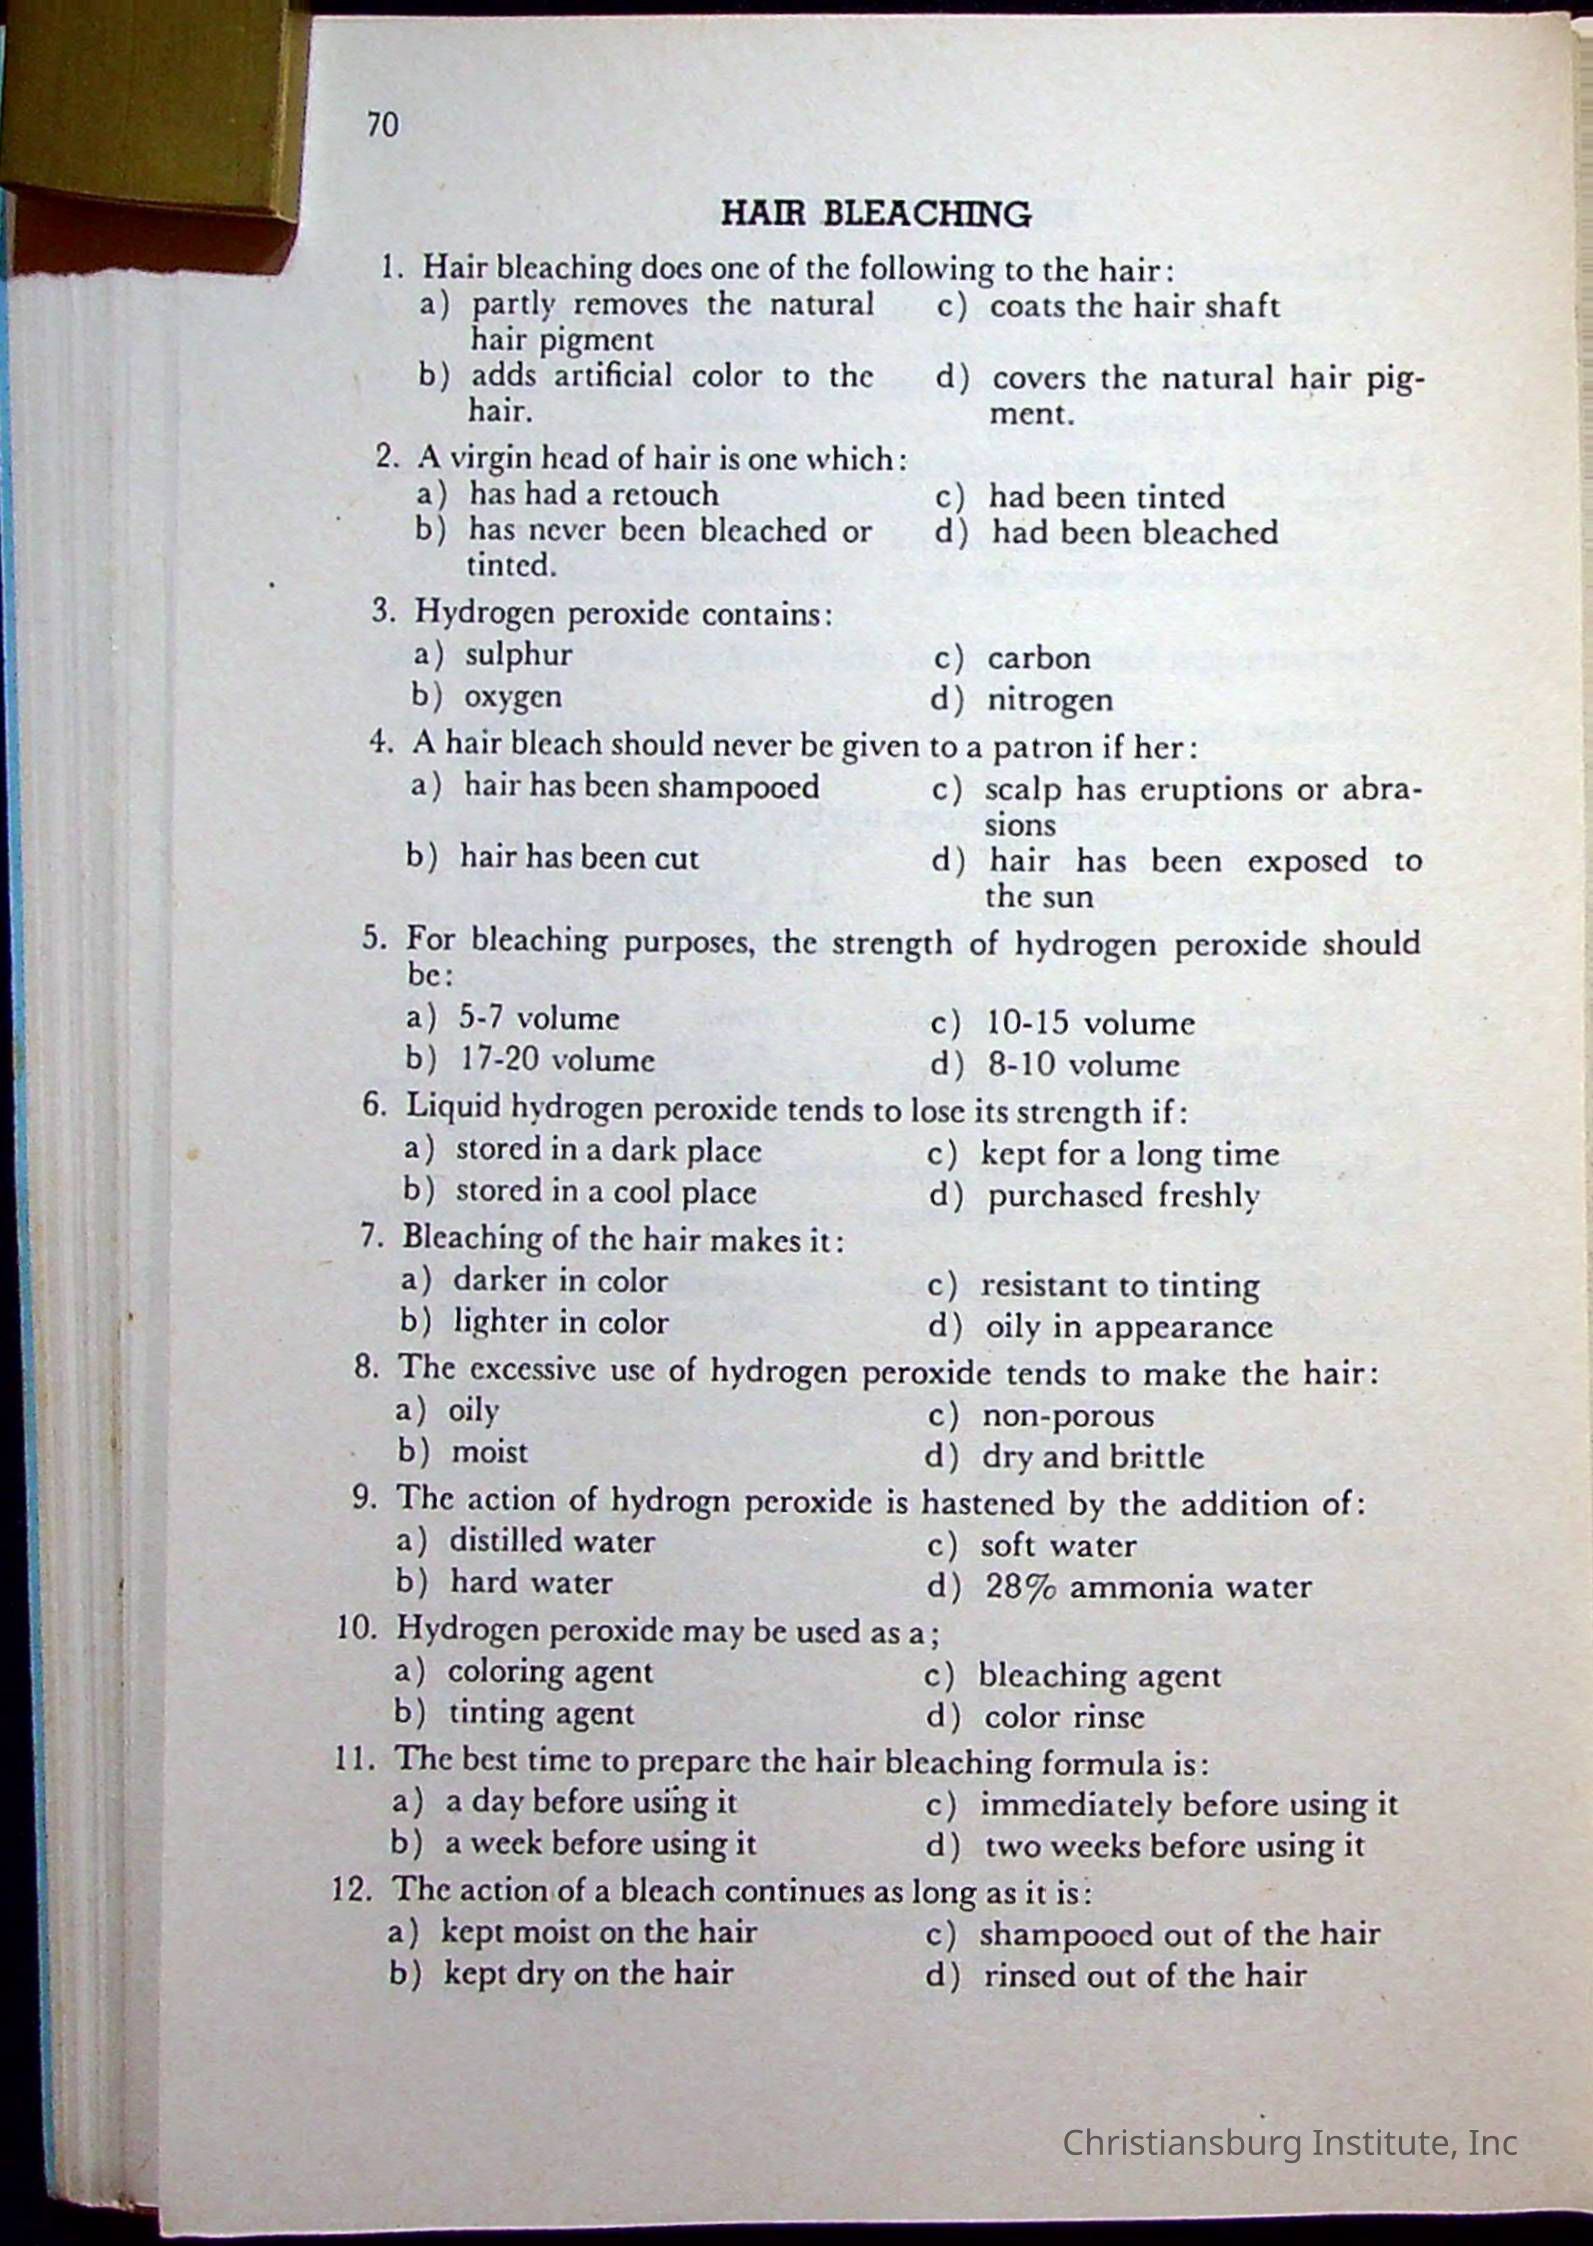 70
HAIR BLEACHING
1. Hair bleaching does one of the following to the hair:
a) partly removes the natural c) coats the hair shaft
hair pigment
b) adds artificial color to the d) covers the natural hair pig-
hair. ment.
2. A virgin head of hair is one which:
a) has had a retouch c) had been tinted
b) has never been bleached or d) had been bleached
tinted.
3. Hydrogen peroxide contains:
a) sulphur c) carbon
b) oxygen d) nitrogen
4. A hair bleach should never be given to a patron if her:
a) hair has been shampooed c) scalp has eruptions or abra-
sions
b) hair has been cut d) hair has been exposed to
the sun
5. For bleaching purposes, the strength of hydrogen peroxide should
be:
a) 5-7 volume c) 10-15 volume
b) 17-20 volume d) 8-10 volume
6. Liquid hydrogen peroxide tends to lose its strength if:
a) stored in a dark place c) kept for a long time
b) stored in a cool place d) purchased freshly
7. Bleaching of the hair makes it:
a) darker in color c) resistant to tinting
b) lighter in color d) oily in appearance
8. The excessive use of hydrogen peroxide tends to make the hair:
a) oily c) non-porous
b) moist d) dry and brittle
9. The action of hydrogn peroxide is hastened by the addition of:
a) distilled water c) soft water
b) hard water d) 28% ammonia water
10. Hydrogen peroxide may be used as a;
a) coloring agent c) bleaching agent
b) tinting agent d) color rinse
11. The best time to prepare the hair bleaching formula is:
a) a day before using it c) immediately before using it
b) a week before using it d) two weeks before using it
12. The action of a bleach continues as long as it is:
a) kept moist on the hair c) shampooed out of the hair
b) kept dry on the hair d) rinsed out of the hair
Christiansburg Institute, Inc